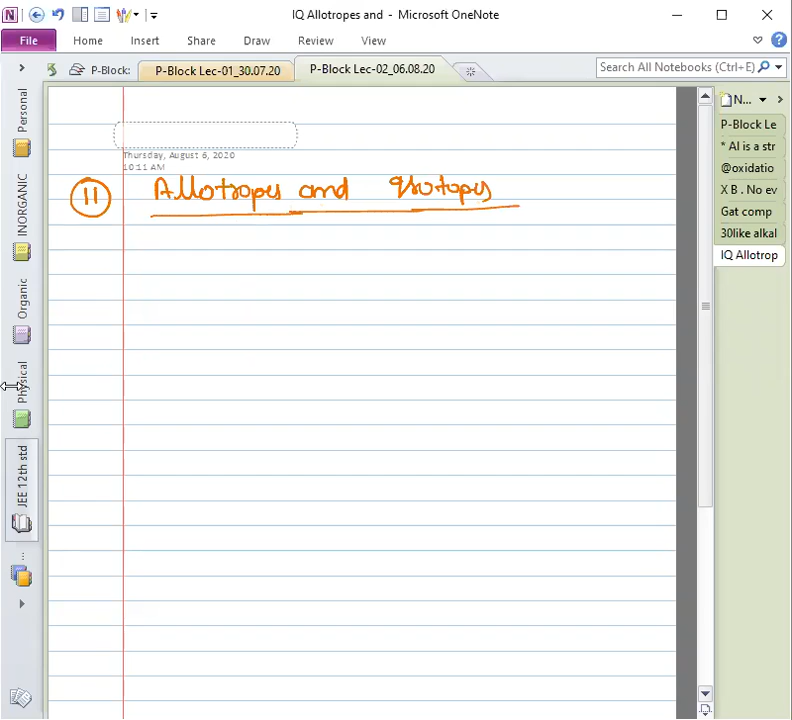 IQ Allotropes and - Microsoft OneNote
File Home Insert Share Draw Review View
P-Block: P-Block Lec-01_30.07.20 P-Block Lec-02_06.08.20 Search All Notebooks (Ctrl+E)
Personal
INORGANIC
Organic
Physical
JEE 12th std
Thursday, August 6, 2020
10:11 AM
11 Allotropes and Isotopes
N...
P-Block Le
* Al is a str
@oxidatio
X B . No ev
Gat comp
30like alkal
IQ Allotrop